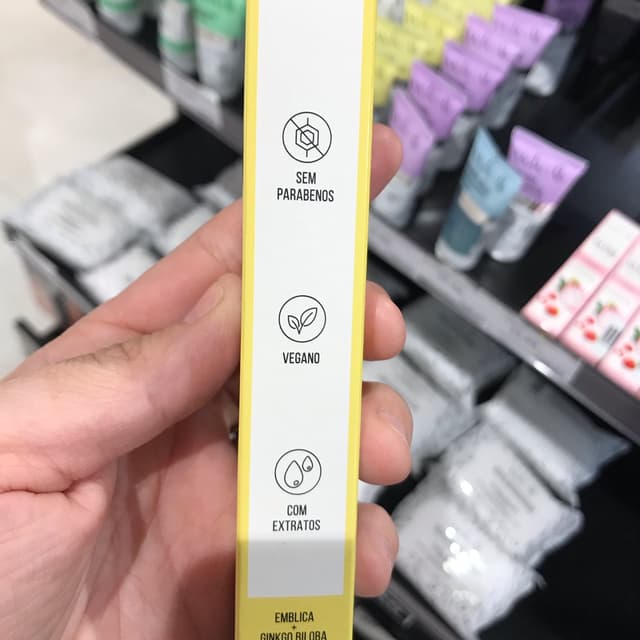 SEM
PARABENOS
VEGANO
COM
EXTRATOS
EMBLICA
+
GINKGO BILOBA